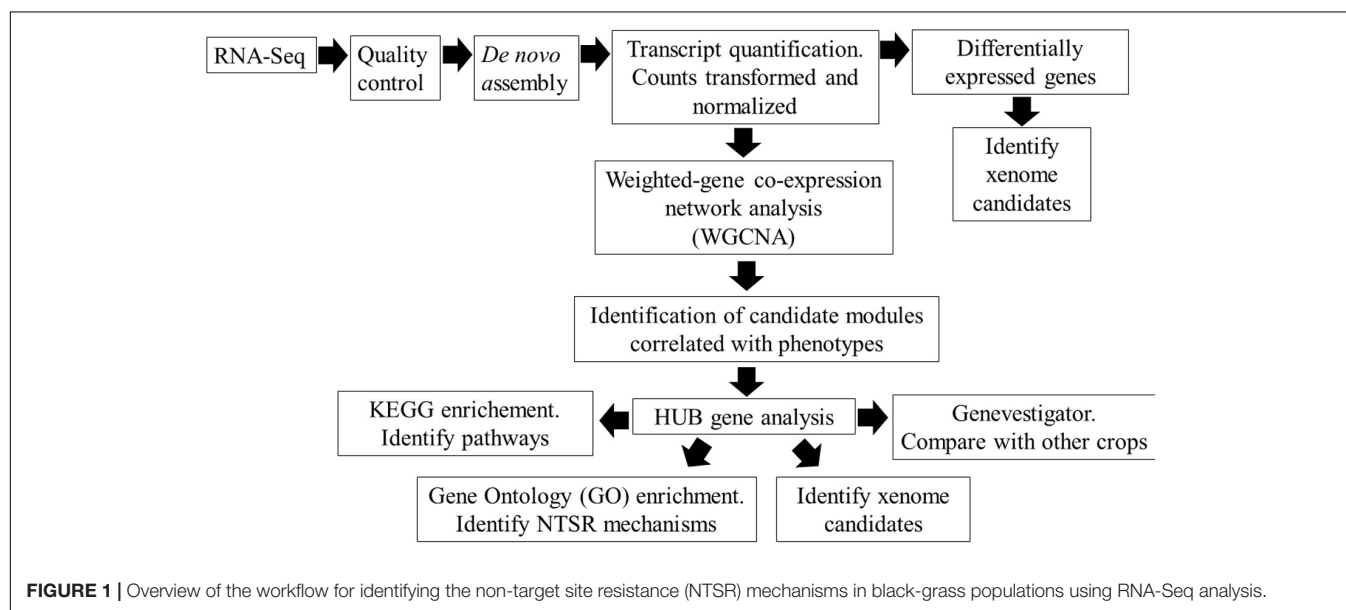 RNA-Seq
Quality
control
De novo
assembly
Transcript quantification.
Counts transformed and
normalized
Differentially
expressed genes
Identify
xenome
candidates
Weighted-gene co-expression
network analysis
(WGCNA)
Identification of candidate modules
correlated with phenotypes
HUB gene analysis
KEGG enrichement.
Identify pathways
Genevestigator.
Compare with other crops
Gene Ontology (GO) enrichment.
Identify NTSR mechanisms
Identify xenome
candidates
FIGURE 1 | Overview of the workflow for identifying the non-target site resistance (NTSR) mechanisms in black-grass populations using RNA-Seq analysis.